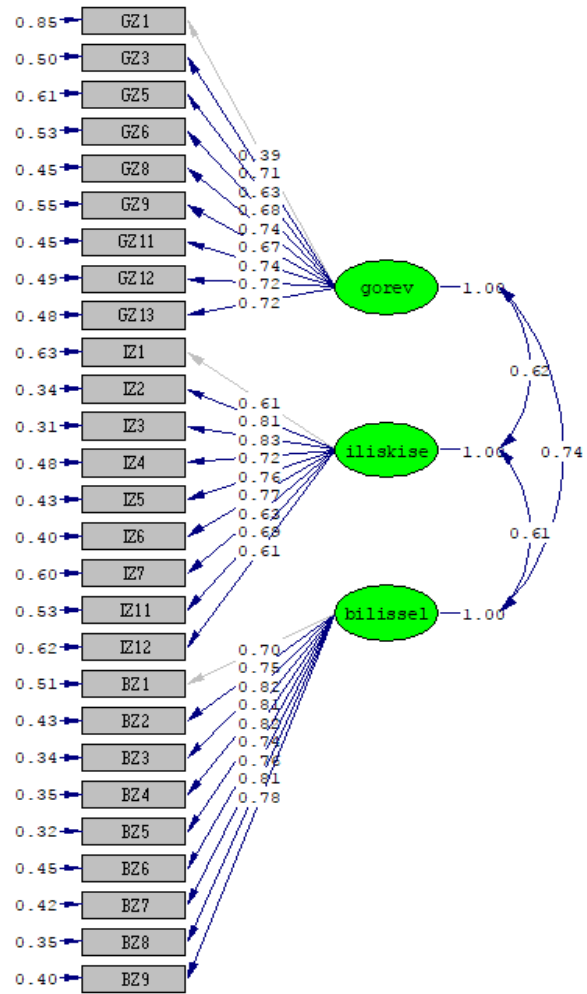 0.85 GZ1
0.50 GZ3
0.61 GZ5
0.53 GZ6
0.45 GZ8
0.55 GZ9
0.45 GZ11
0.49 GZ12
0.48 GZ13
0.63 IZ1
0.34 IZ2
0.31 IZ3
0.48 IZ4
0.43 IZ5
0.40 IZ6
0.60 IZ7
0.53 IZ11
0.62 IZ12
0.51 BZ1
0.43 BZ2
0.34 BZ3
0.35 BZ4
0.32 BZ5
0.45 BZ6
0.42 BZ7
0.35 BZ8
0.40 BZ9
0.39
0.71
0.63
0.68
0.74
0.67
0.74
0.72
0.72
0.61
0.81
0.83
0.72
0.76
0.77
0.63
0.69
0.61
0.70
0.75
0.82
0.81
0.74
0.76
0.81
0.78
gorev 1.00
iliskise 1.00
bilissel 1.00
0.62
0.74
0.61